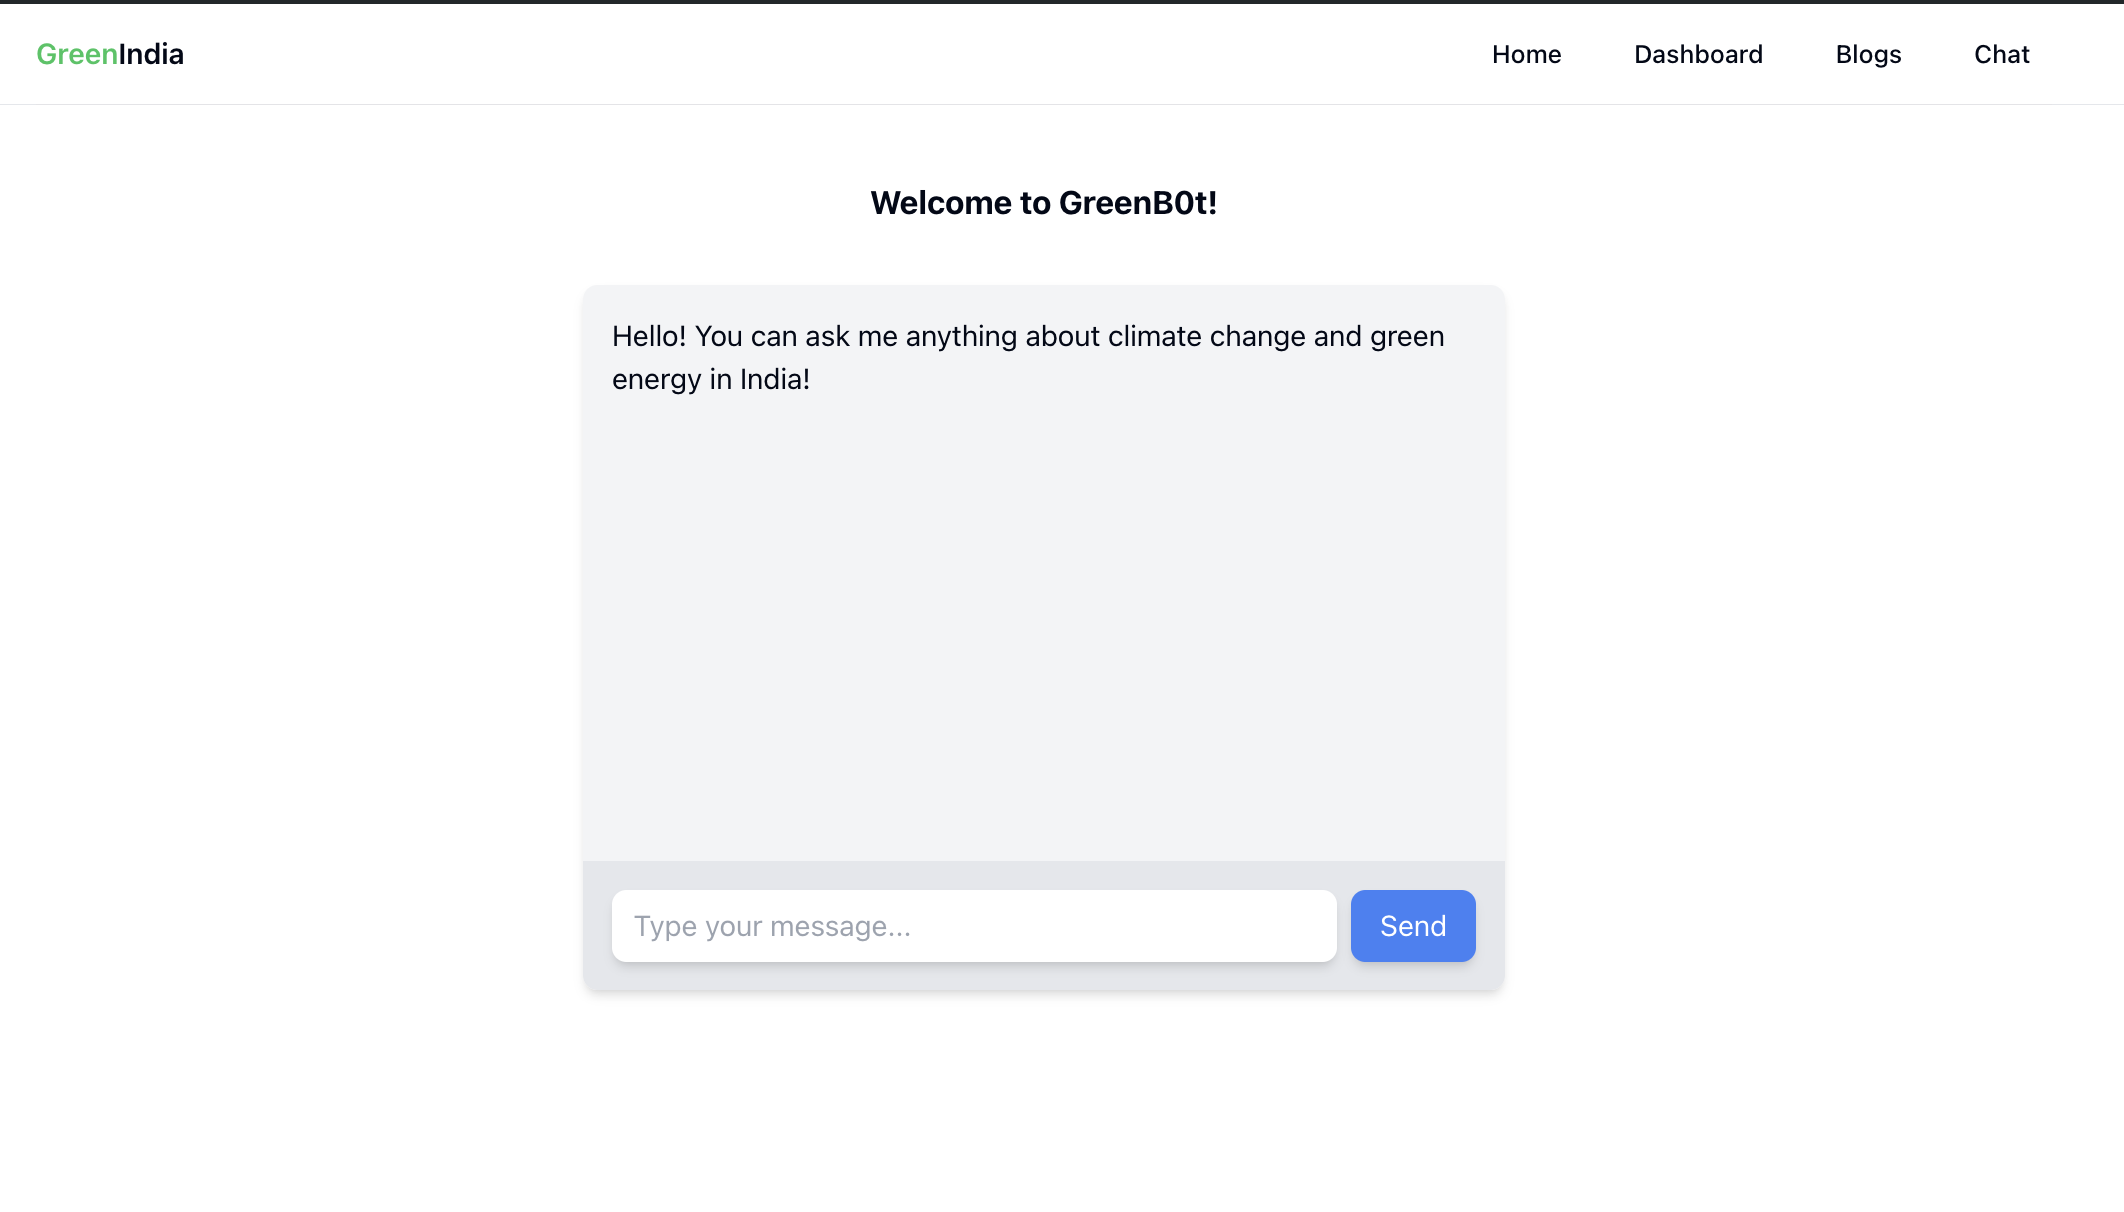 GreenIndia
Home Dashboard Blogs Chat
Welcome to GreenB0t!
Hello! You can ask me anything about climate change and green
energy in India!
Type your message...
Send